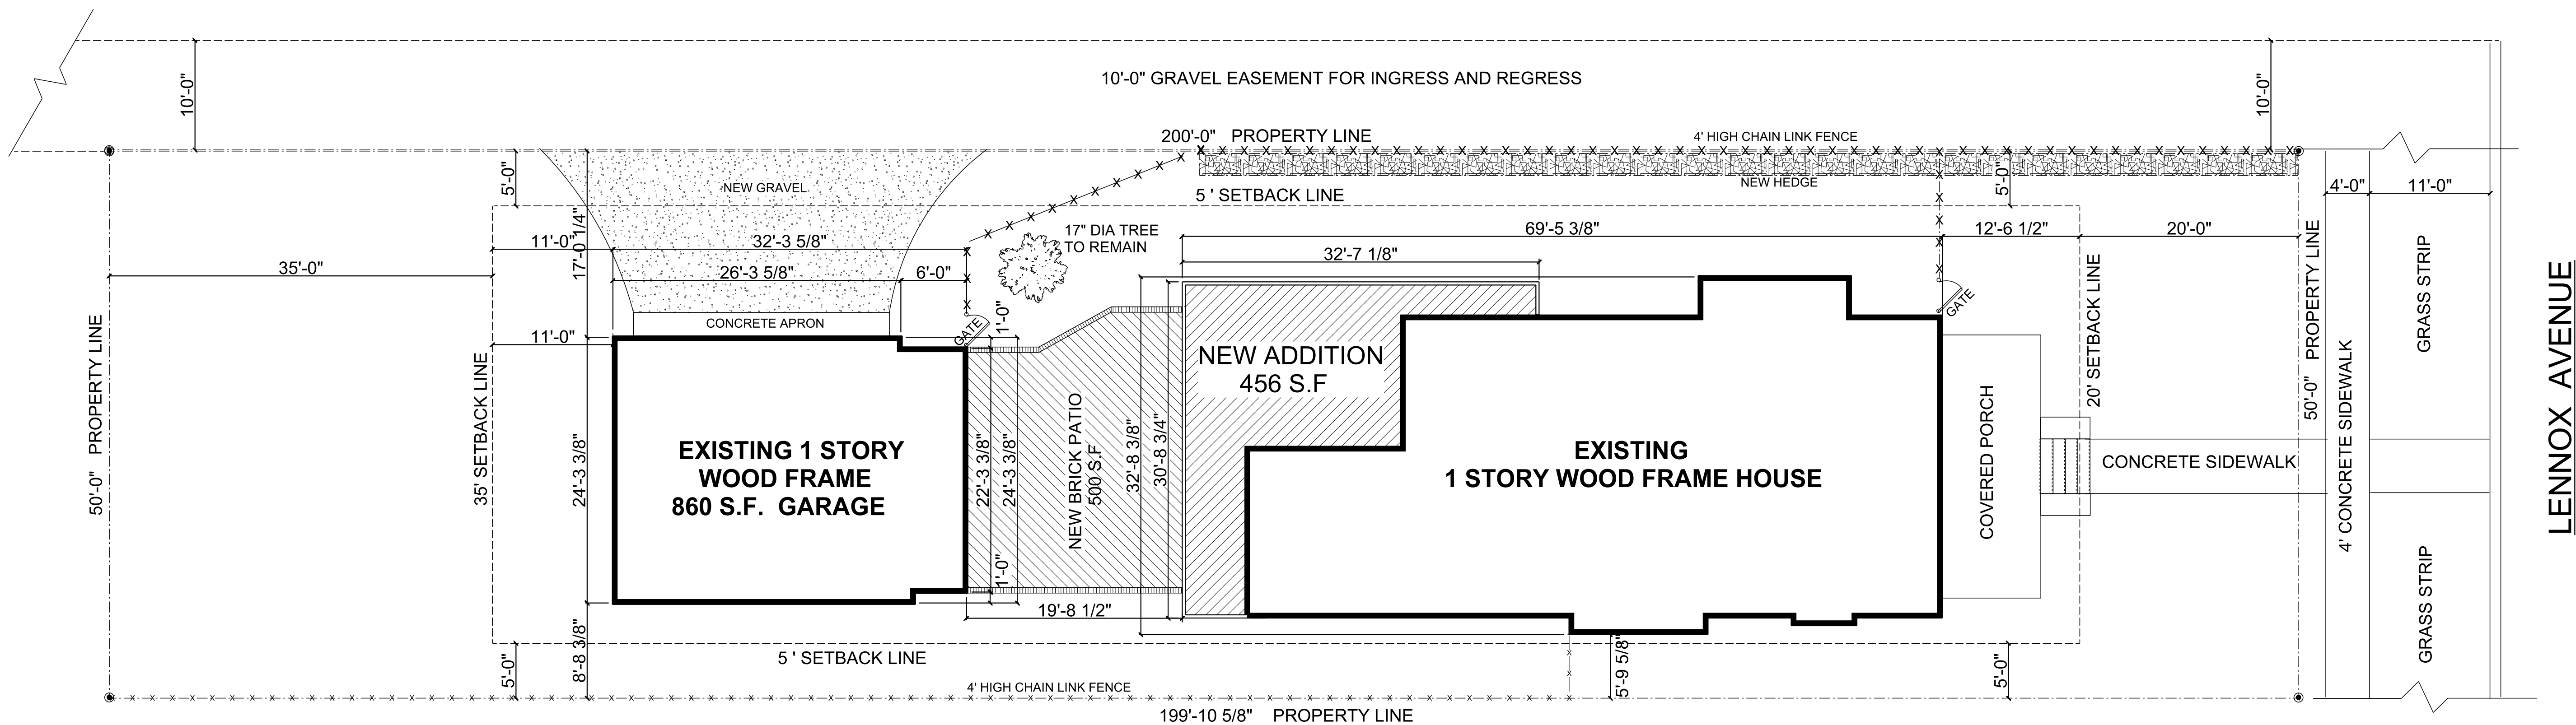 10'-0"
10'-0" GRAVEL EASEMENT FOR INGRESS AND REGRESS
10'-0"
200'-0" PROPERTY LINE
4' HIGH CHAIN LINK FENCE
5'-0"
NEW GRAVEL
NEW HEDGE
5'-0"
4'-0"
11'-0"
5 ' SETBACK LINE
17'-0 1/4"
11'-0"
32'-3 5/8"
17" DIA TREE
TO REMAIN
69'-5 3/8"
12'-6 1/2"
20'-0"
35'-0"
26'-3 5/8"
6'-0"
32'-7 1/8"
11'-0"
CONCRETE APRON
GATE
1'-0"
GATE
50'-0" PROPERTY LINE
35' SETBACK LINE
NEW ADDITION
456 S.F
20' SETBACK LINE
50'-0" PROPERTY LINE
4' CONCRETE SIDEWALK
GRASS STRIP
LENNOX AVENUE
24'-3 3/8"
EXISTING 1 STORY
WOOD FRAME
860 S.F. GARAGE
22'-3 3/8"
24'-3 3/8"
NEW BRICK PATIO
500 S.F
32'-8 3/8"
30'-8 3/4"
EXISTING
1 STORY WOOD FRAME HOUSE
COVERED PORCH
CONCRETE SIDEWALK
1'-0"
19'-8 1/2"
GRASS STRIP
5'-0"
8'-8 3/8"
5 ' SETBACK LINE
5'-9 5/8"
5'-0"
4' HIGH CHAIN LINK FENCE
199'-10 5/8" PROPERTY LINE